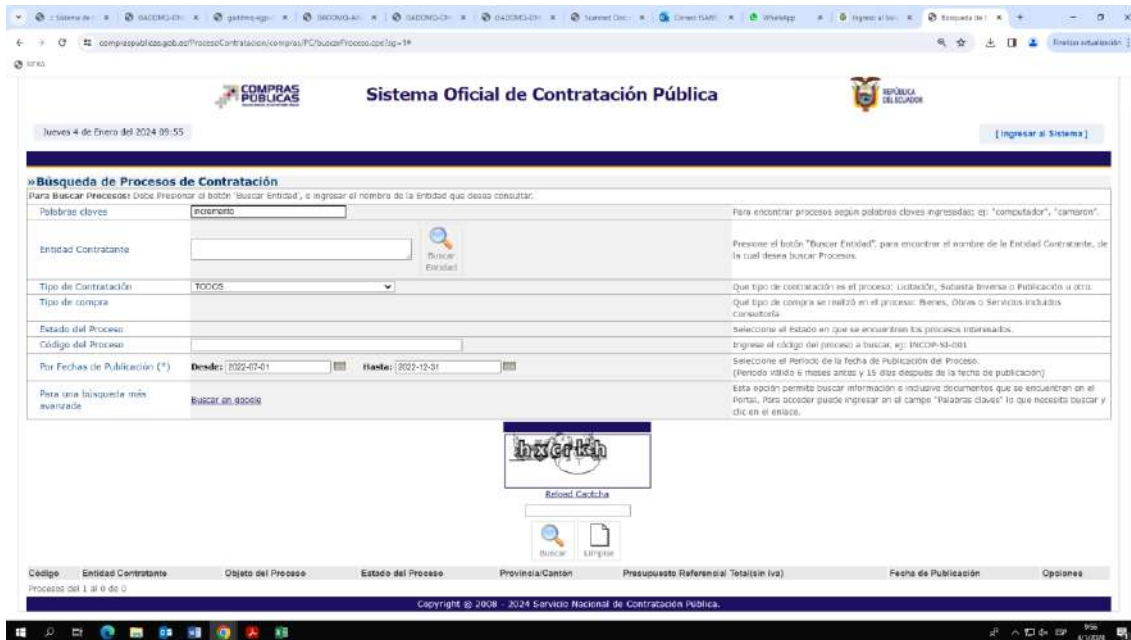 compraspublicas.gob.ec/ProcesoContratacion/compras/PC/buscarProceso.cpe?sg=1#
COMPRAS PÚBLICAS
Sistema Oficial de Contratación Pública
REPÚBLICA DEL ECUADOR
Jueves 4 de Enero del 2024 09:55
[ Ingresar al Sistema ]
»Búsqueda de Procesos de Contratación
Para Buscar Procesos: Debe Presionar el botón 'Buscar Entidad', o ingresar el nombre de la Entidad que desea consultar.
Palabras claves
incremento
Para encontrar procesos según palabras claves ingresadas; ej: "computador", "camaron".
Entidad Contratante
Buscar
Entidad
Presione el botón "Buscar Entidad", para encontrar el nombre de la Entidad Contratante, de
la cual desea buscar Procesos.
Tipo de Contratación
TODOS
Que tipo de contratación es el proceso: Licitación, Subasta Inversa o Publicación u otro.
Tipo de compra
Qué tipo de compra se realizó en el proceso: Bienes, Obras o Servicios incluidos
Consultoría
Estado del Proceso
Seleccione el Estado en que se encuentran los procesos interesados.
Código del Proceso
Ingrese el código del proceso a buscar, ej: INCOP-SI-001
Por Fechas de Publicación (*)
Desde: 2022-07-01
Hasta: 2022-12-31
Seleccione el Período de la fecha de Publicación del Proceso.
(Período válido 6 meses antes y 15 días después de la fecha de publicación)
Para una búsqueda más
avanzada
Buscar en google
Esta opción permite buscar información e inclusive documentos que se encuentren en el
Portal, Para acceder puede ingresar en el campo "Palabras claves" lo que necesita buscar y
clic en el enlace.
Reload Captcha
Buscar
Limpiar
Código
Entidad Contratante
Objeto del Proceso
Estado del Proceso
Provincia/Cantón
Presupuesto Referencial Total(sin iva)
Fecha de Publicación
Opciones
Procesos del 1 al 0 de 0
Copyright © 2008 - 2024 Servicio Nacional de Contratación Pública.
ESP
9:56
4/1/2024